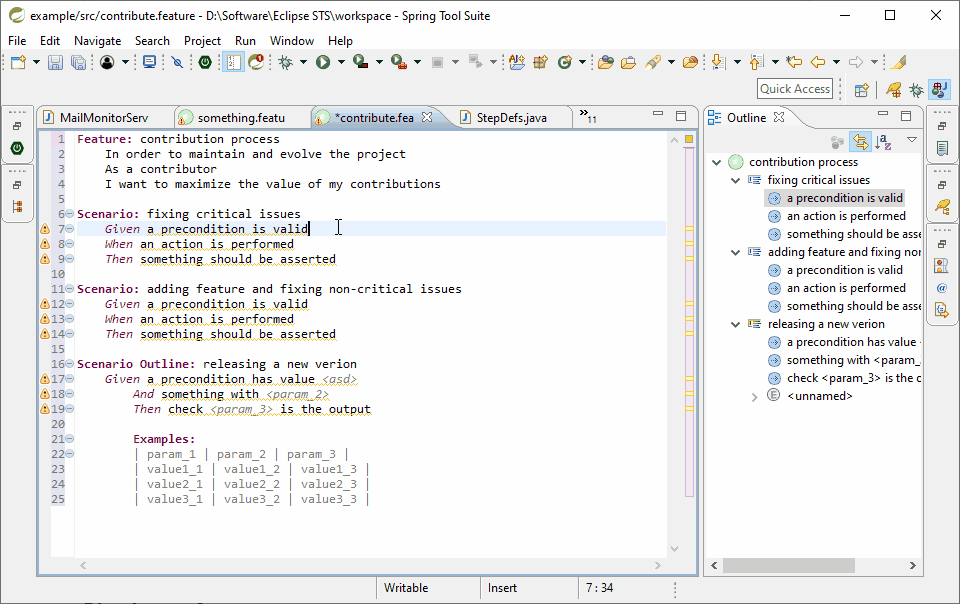 example/src/contribute.feature - D:\Software\Eclipse STS\workspace - Spring Tool Suite
File Edit Navigate Search Project Run Window Help
Quick Access
MailMonitorServ something.featu *contribute.fea StepDefs.java »11
1 Feature: contribution process
2 In order to maintain and evolve the project
3 As a contributor
4 I want to maximize the value of my contributions
5
6 Scenario: fixing critical issues
7 Given a precondition is valid
8 When an action is performed
9 Then something should be asserted
10
11 Scenario: adding feature and fixing non-critical issues
12 Given a precondition is valid
13 When an action is performed
14 Then something should be asserted
15
16 Scenario Outline: releasing a new verion
17 Given a precondition has value <asd>
18 And something with <param_2>
19 Then check <param_3> is the output
20
21 Examples:
22 | param_1 | param_2 | param_3 |
23 | value1_1 | value1_2 | value1_3 |
24 | value2_1 | value2_2 | value2_3 |
25 | value3_1 | value3_2 | value3_3 |
Outline
contribution process
fixing critical issues
a precondition is valid
an action is performed
something should be asse
adding feature and fixing nor
a precondition is valid
an action is performed
something should be asse
releasing a new verion
a precondition has value
something with <param_
check <param_3> is the c
<unnamed>
Writable Insert 7 : 34